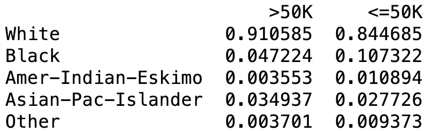 >50K <=50K
White 0.910585 0.844685
Black 0.047224 0.107322
Amer-Indian-Eskimo 0.003553 0.010894
Asian-Pac-Islander 0.034937 0.027726
Other 0.003701 0.009373